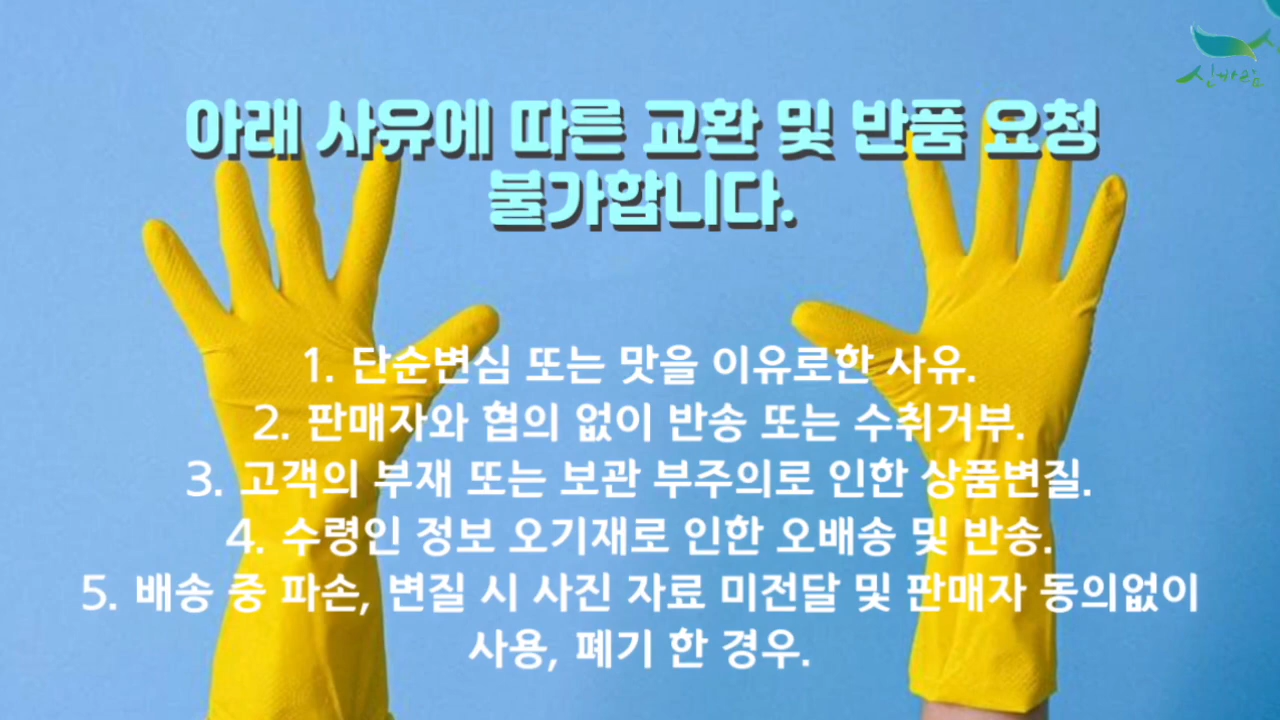 신바람
아래 사유에 따른 교환 및 반품 요청
불가합니다.
1. 단순변심 또는 맛을 이유로한 사유.
2. 판매자와 협의 없이 반송 또는 수취거부.
3. 고객의 부재 또는 보관 부주의로 인한 상품변질.
4. 수령인 정보 오기재로 인한 오배송 및 반송.
5. 배송 중 파손, 변질 시 사진 자료 미전달 및 판매자 동의없이
사용, 폐기 한 경우.